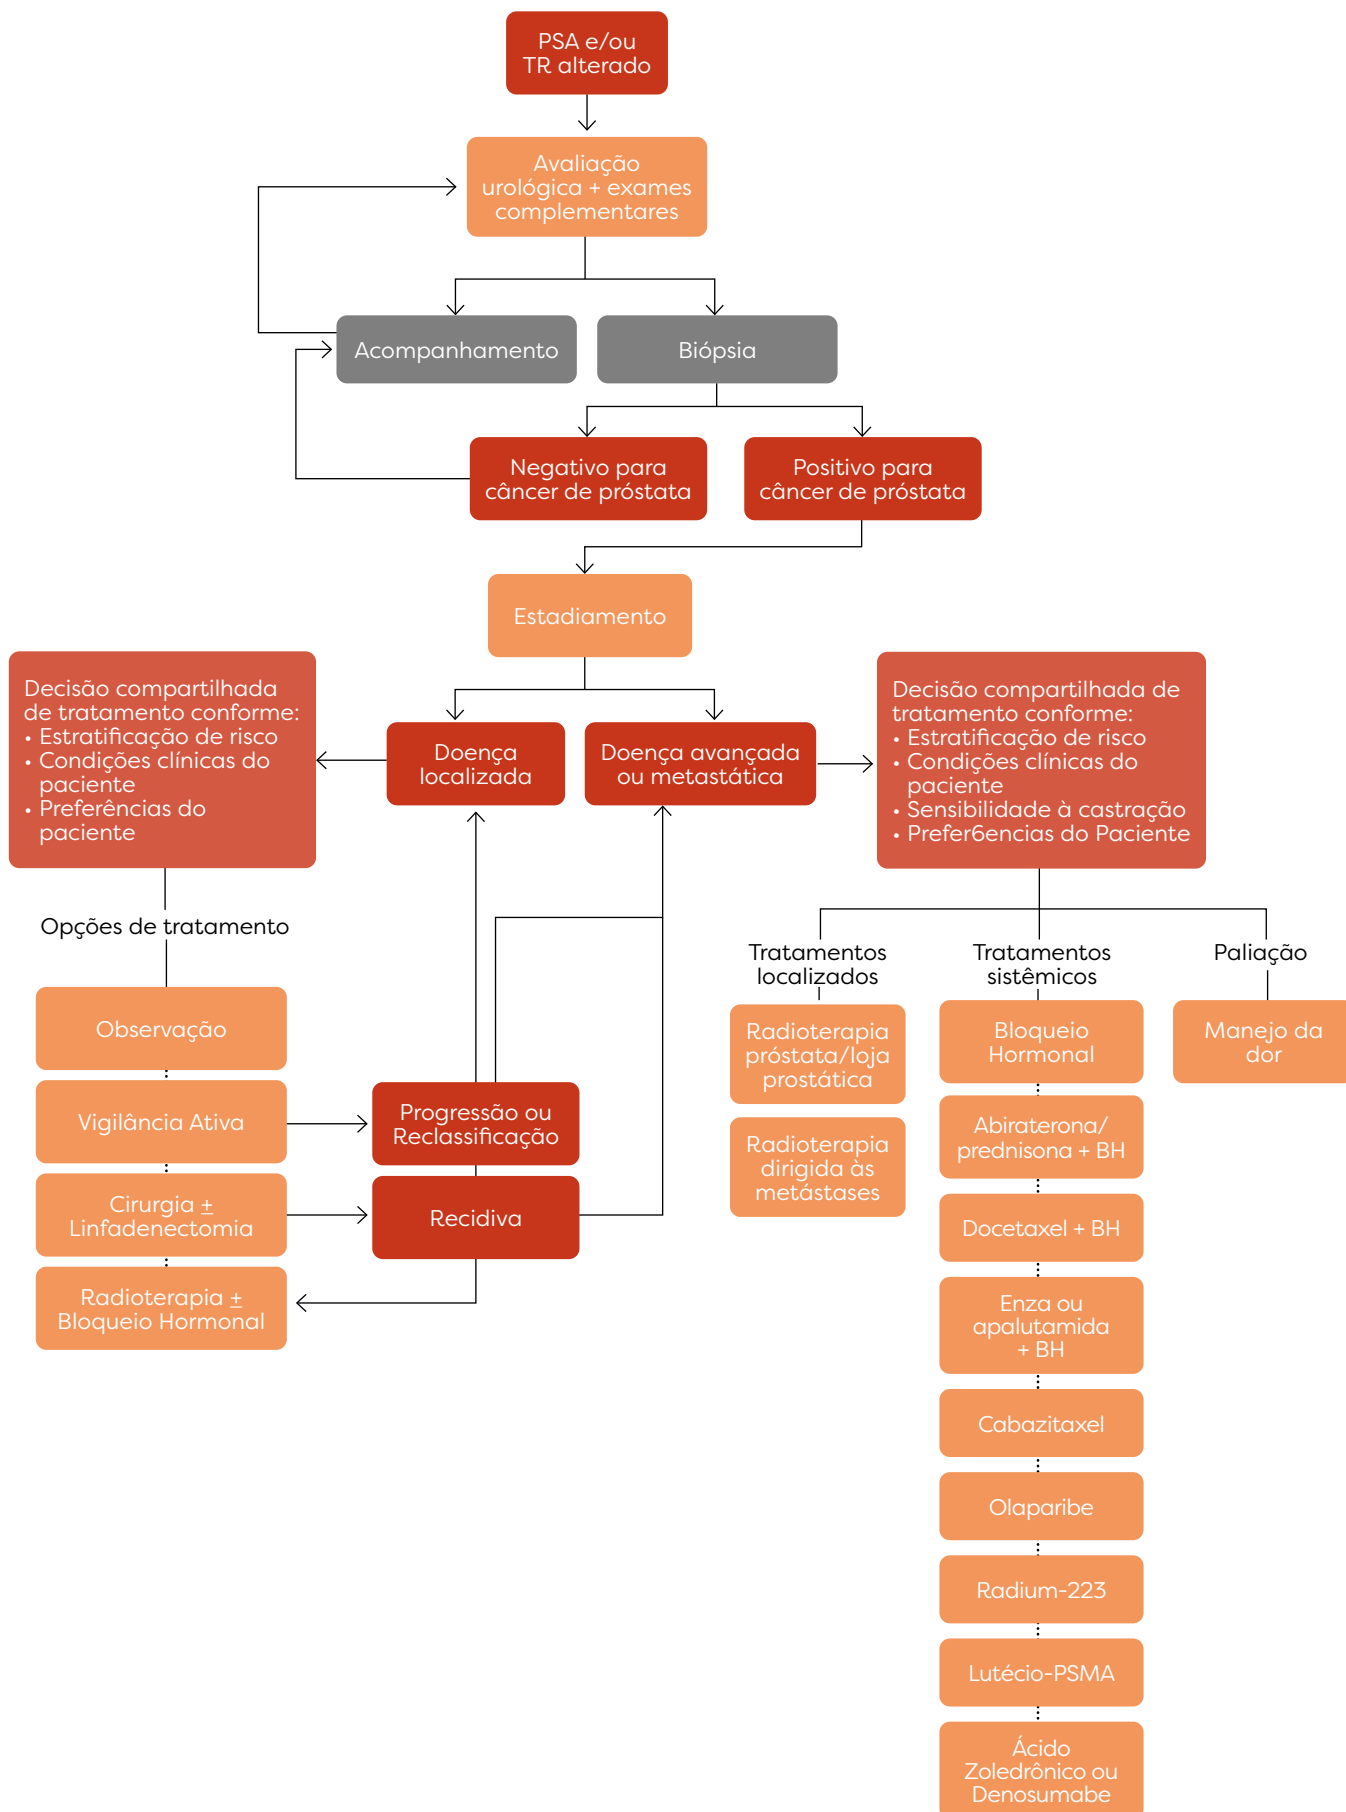 PSA e/ou
TR alterado
Avaliação
urológica + exames
complementares
Acompanhamento
Biópsia
Negativo para
câncer de próstata
Positivo para
câncer de próstata
Estadiamento
Decisão compartilhada
de tratamento conforme:
• Estratificação de risco
• Condições clínicas do
paciente
• Preferências do
paciente
Doença
localizada
Doença avançada
ou metastática
Decisão compartilhada de
tratamento conforme:
• Estratificação de risco
• Condições clínicas do
paciente
• Sensibilidade à castração
• Prefer6encias do Paciente
Opções de tratamento
Observação
Vigilância Ativa
Cirurgia ±
Linfadenectomia
Radioterapia ±
Bloqueio Hormonal
Progressão ou
Reclassificação
Recidiva
Tratamentos
localizados
Radioterapia
próstata/loja
prostática
Radioterapia
dirigida às
metástases
Tratamentos
sistêmicos
Bloqueio
Hormonal
Abiraterona/
prednisona + BH
Docetaxel + BH
Enza ou
apalutamida
+ BH
Cabazitaxel
Olaparibe
Radium-223
Lutécio-PSMA
Ácido
Zoledrônico ou
Denosumabe
Paliação
Manejo da
dor